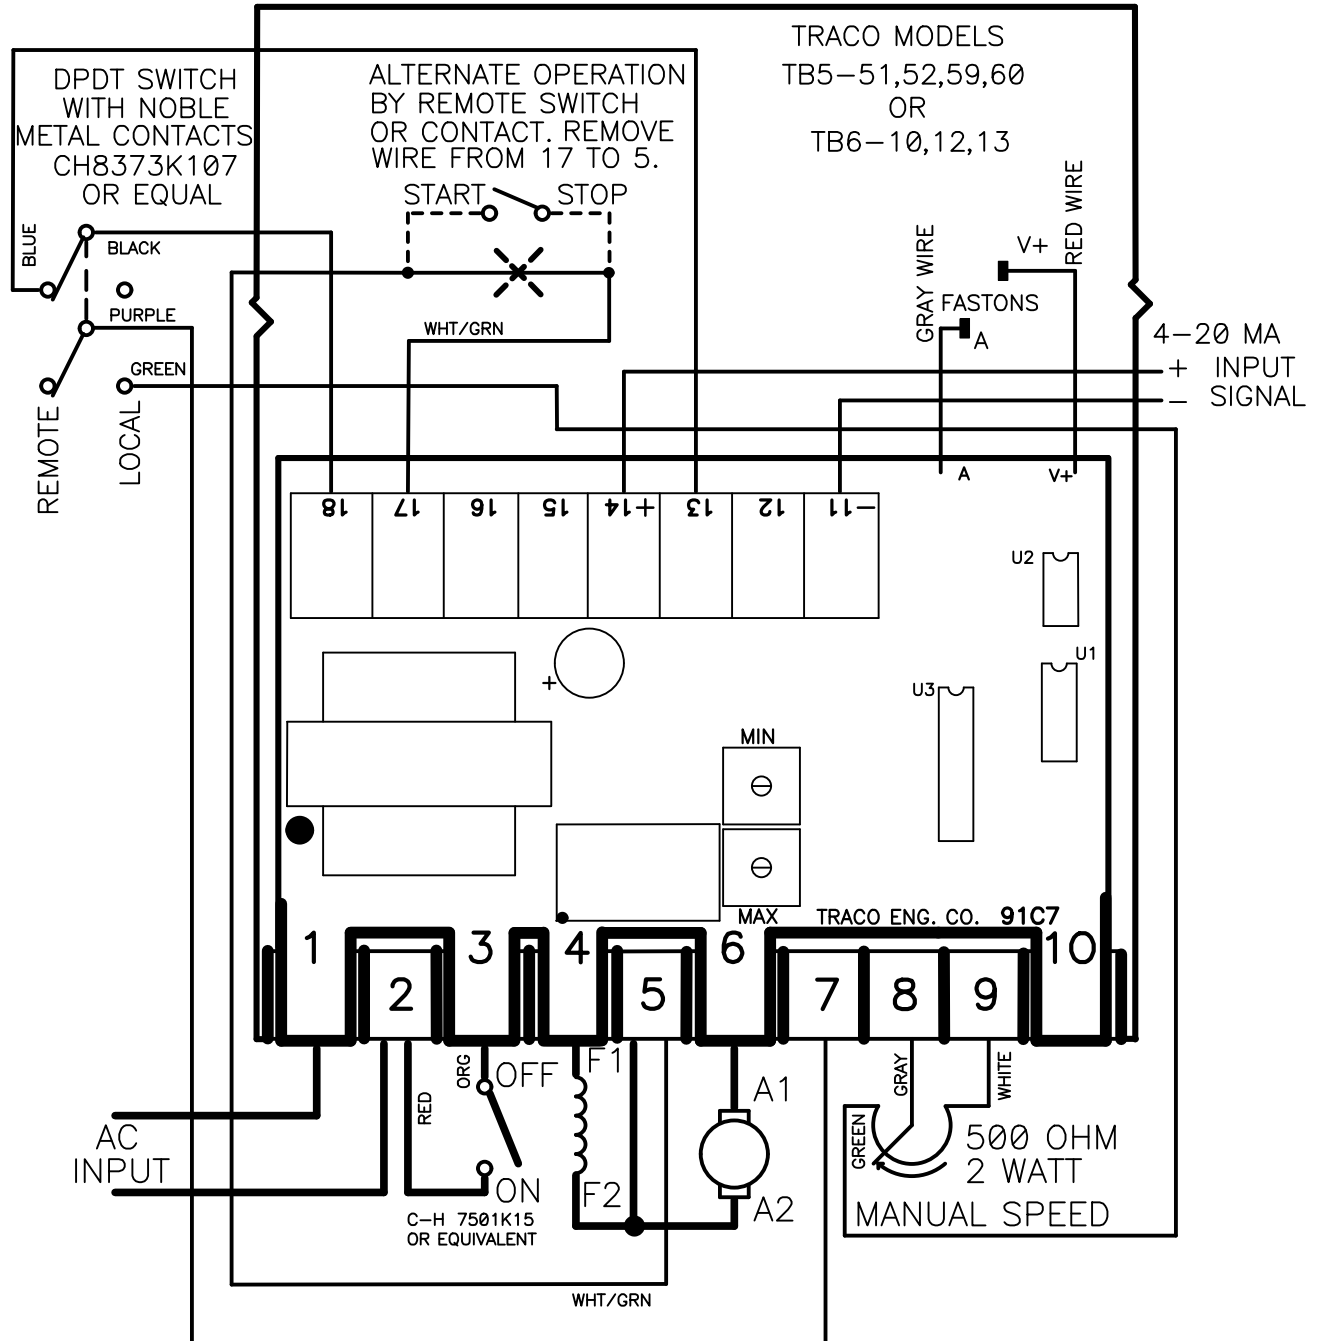 TRACO MODELS
TB5-51,52,59,60
OR
TB6-10,12,13
DPDT SWITCH
WITH NOBLE
METAL CONTACTS
CH8373K107
OR EQUAL
ALTERNATE OPERATION
BY REMOTE SWITCH
OR CONTACT. REMOVE
WIRE FROM 17 TO 5.
START
STOP
BLUE
BLACK
PURPLE
GREEN
REMOTE
LOCAL
WHT/GRN
GRAY WIRE
V+
RED WIRE
FASTONS
A
4-20 MA
+ INPUT
- SIGNAL
A
V+
18
17
16
15
+14
13
12
-11
U2
U1
U3
+
MIN
MAX
TRACO ENG. CO. 91C7
1
2
3
4
5
6
7
8
9
10
AC
INPUT
RED
ORG
OFF
ON
C-H 7501K15
OR EQUIVALENT
F1
F2
A1
A2
GRAY
WHITE
GREEN
500 OHM
2 WATT
MANUAL SPEED
WHT/GRN